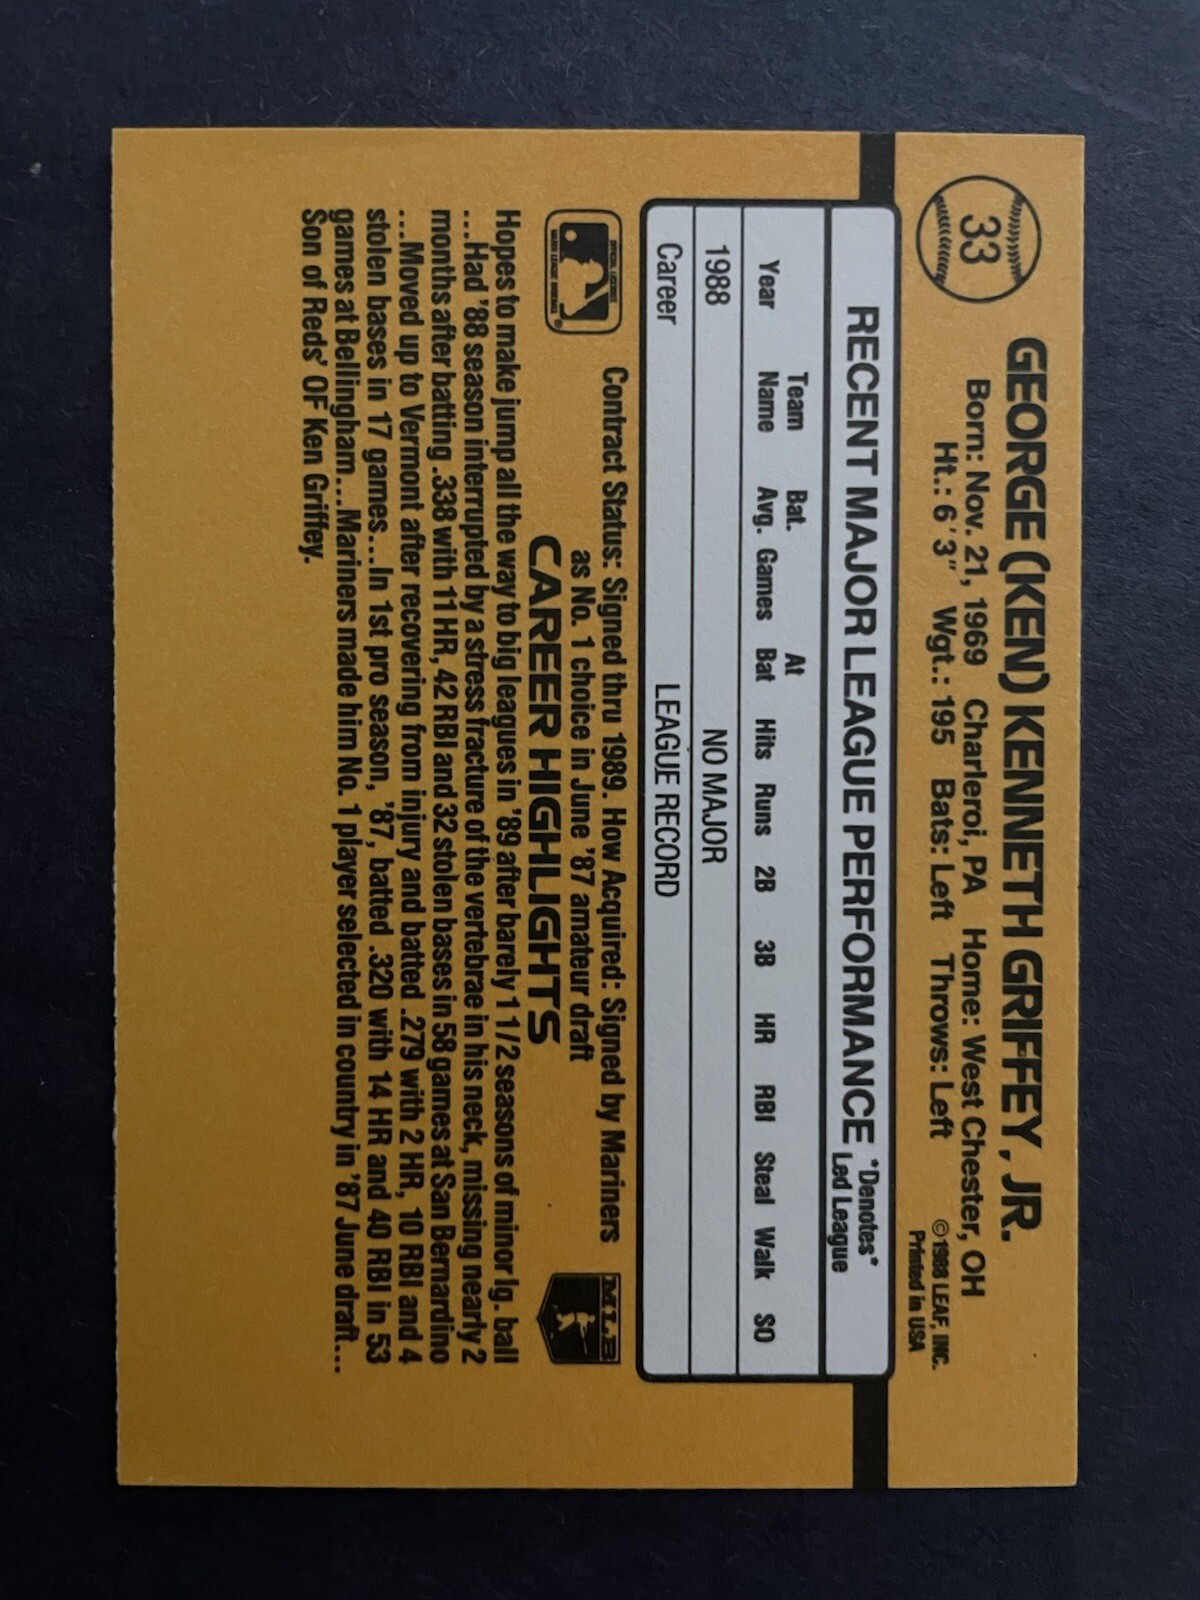 33
GEORGE (KEN) KENNETH GRIFFEY, JR.
Born: Nov. 21, 1969 Charleroi, PA Home: West Chester, OH
Ht.: 6'3" Wgt.: 195 Bats: Left Throws: Left
©1988 LEAF, INC.
Printed in USA
RECENT MAJOR LEAGUE PERFORMANCE *Denotes*
Led League
Year Team Name Bat. Avg. Games At Bat Hits Runs 2B 3B HR RBI Steal Walk SO
1988 NO MAJOR
Career LEAGUE RECORD
Contract Status: Signed thru 1989. How Acquired: Signed by Mariners
as No. 1 choice in June '87 amateur draft
CAREER HIGHLIGHTS
MLB
Hopes to make jump all the way to big leagues in '89 after barely 1 1/2 seasons of minor lg. ball
...Had '88 season interrupted by a stress fracture of the vertebrae in his neck, missing nearly 2
months after batting .338 with 11 HR, 42 RBI and 32 stolen bases in 58 games at San Bernardino
...Moved up to Vermont after recovering from injury and batted .279 with 2 HR, 10 RBI and 4
stolen bases in 17 games...In 1st pro season, '87, batted .320 with 14 HR and 40 RBI in 53
games at Bellingham...Mariners made him No. 1 player selected in country in '87 June draft...
Son of Reds' OF Ken Griffey.